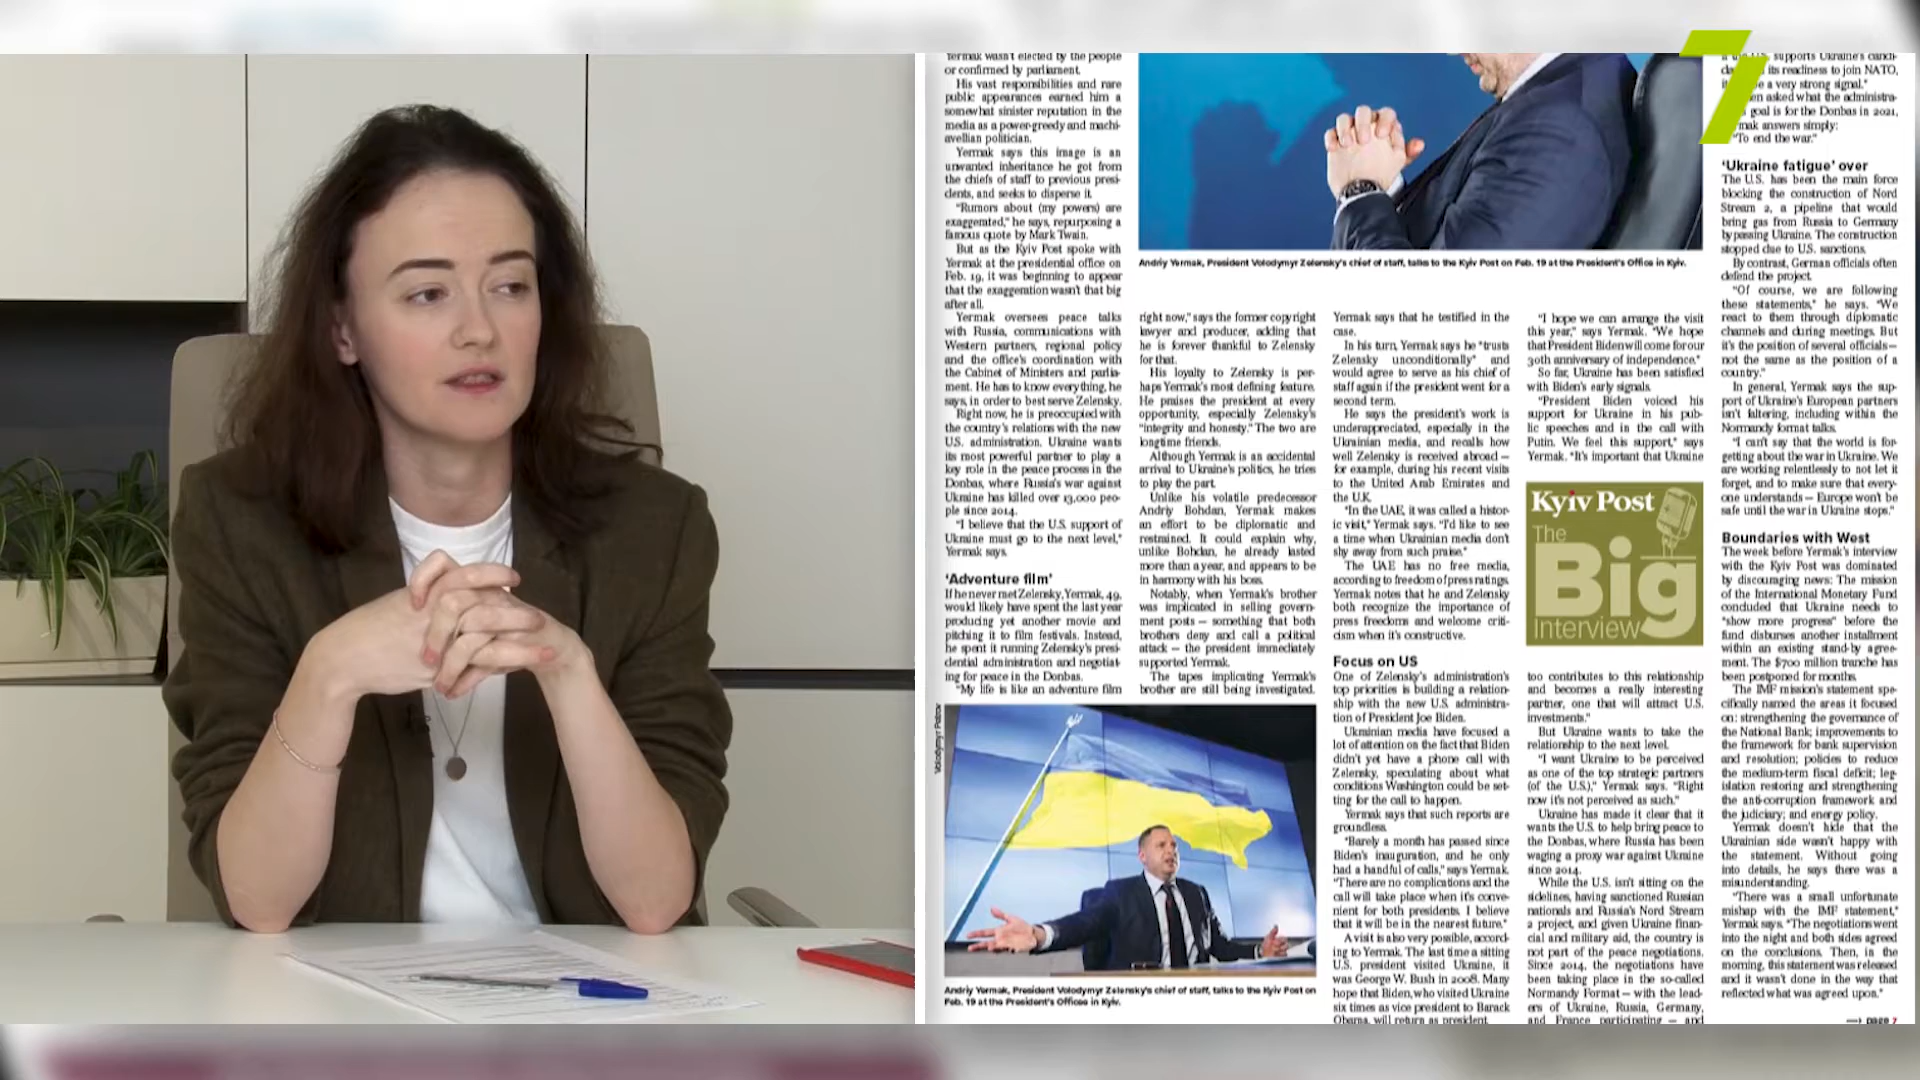 Yermak wasn't elected by the people
or confirmed by parliament.
His vast responsibilities and rare
public appearances earned him a
somewhat sinister reputation in the
media as a power-greedy and machi-
avellian politician.
Yermak says this image is an
unwanted inheritance he got from
the chiefs of staff to previous presi-
dents, and seeks to disperse it.
"Rumors about (my powers) are
exaggerated," he says, repurposing a
famous quote by Mark Twain.
But as the Kyiv Post spoke with
Yermak at the presidential office on
Feb. 19, it was beginning to appear
that the exaggeration wasn't that big
after all.
Yermak oversees peace talks
with Russia, communications with
Western partners, regional policy
and the office's coordination with
the Cabinet of Ministers and parlia-
ment. He has to know everything, he
says, in order to best serve Zelensky.
Right now, he is preoccupied with
the country's relations with the new
U.S. administration. Ukraine wants
its most powerful partner to play a
key role in the peace process in the
Donbas, where Russia's war against
Ukraine has killed over 13,000 peo-
ple since 2014.
"I believe that the U.S. support of
Ukraine must go to the next level,"
Yermak says.
'Adventure film'
If he never met Zelensky, Yermak, 49,
would likely have spent the last year
producing yet another movie and
pitching it to film festivals. Instead,
he spent it running Zelensky's presi-
dential administration and negotiat-
ing for peace in the Donbas.
"My life is like an adventure film
Volodymyr Petrov
Andriy Yermak, President Volodymyr Zelensky's chief of staff, talks to the Kyiv Post on
Feb. 19 at the President's Offices in Kyiv.
Andriy Yermak, President Volodymyr Zelensky's chief of staff, talks to the Kyiv Post on Feb. 19 at the President's Office in Kyiv.
right now," says the former copyright
lawyer and producer, adding that
he is forever thankful to Zelensky
for that.
His loyalty to Zelensky is per-
haps Yermak's most defining feature.
He praises the president at every
opportunity, especially Zelensky's
"integrity and honesty." The two are
longtime friends.
Although Yermak is an accidental
arrival to Ukraine's politics, he tries
to play the part.
Unlike his volatile predecessor
Andriy Bohdan, Yermak makes
an effort to be diplomatic and
restrained. It could explain why,
unlike Bohdan, he already lasted
more than a year, and appears to be
in harmony with his boss.
Notably, when Yermak's brother
was implicated in selling govern-
ment posts — something that both
brothers deny and call a political
attack — the president immediately
supported Yermak.
The tapes implicating Yermak's
brother are still being investigated.
Yermak says that he testified in the
case.
In his turn, Yermak says he "trusts
Zelensky unconditionally" and
would agree to serve as his chief of
staff again if the president went for a
second term.
He says the president's work is
underappreciated, especially in the
Ukrainian media, and recalls how
well Zelensky is received abroad —
for example, during his recent visits
to the United Arab Emirates and
the U.K.
"In the UAE, it was called a histor-
ic visit," Yermak says. "I'd like to see
a time when Ukrainian media don't
shy away from such praise."
The UAE has no free media,
according to freedom of press ratings.
Yermak notes that he and Zelensky
both recognize the importance of
press freedoms and welcome criti-
cism when it's constructive.
Focus on US
One of Zelensky's administration's
top priorities is building a relation-
ship with the new U.S. administra-
tion of President Joe Biden.
Ukrainian media have focused a
lot of attention on the fact that Biden
didn't yet have a phone call with
Zelensky, speculating about what
conditions Washington could be set-
ting for the call to happen.
Yermak says that such reports are
groundless.
"Barely a month has passed since
Biden's inauguration, and he only
had a handful of calls," says Yermak.
"There are no complications and the
call will take place when it's conve-
nient for both presidents. I believe
that it will be in the nearest future."
A visit is also very possible, accord-
ing to Yermak. The last time a sitting
U.S. president visited Ukraine, it
was George W. Bush in 2008. Many
hope that Biden, who visited Ukraine
six times as vice president to Barack
Obama, will return as president.
"I hope we can arrange the visit
this year," says Yermak. "We hope
that President Biden will come for our
30th anniversary of independence."
So far, Ukraine has been satisfied
with Biden's early signals.
"President Biden voiced his
support for Ukraine in his pub-
lic speeches and in the call with
Putin. We feel this support," says
Yermak. "It's important that Ukraine
Kyiv Post
The
Big
Interview
too contributes to this relationship
and becomes a really interesting
partner, one that will attract U.S.
investments."
But Ukraine wants to take the
relationship to the next level.
"I want Ukraine to be perceived
as one of the top strategic partners
(of the U.S.)," Yermak says. "Right
now it's not perceived as such."
Ukraine has made it clear that it
wants the U.S. to help bring peace to
the Donbas, where Russia has been
waging a proxy war against Ukraine
since 2014.
While the U.S. isn't sitting on the
sidelines, having sanctioned Russian
nationals and Russia's Nord Stream
2 project, and given Ukraine finan-
cial and military aid, the country is
not part of the peace negotiations.
Since 2014, the negotiations have
been taking place in the so-called
Normandy Format — with the lead-
ers of Ukraine, Russia, Germany,
and France participating — and
supports Ukraine's candi-
its readiness to join NATO,
be a very strong signal."
en asked what the administra-
goal is for the Donbas in 2021,
mak answers simply:
"To end the war."
'Ukraine fatigue' over
The U.S. has been the main force
blocking the construction of Nord
Stream 2, a pipeline that would
bring gas from Russia to Germany
bypassing Ukraine. The construction
stopped due to U.S. sanctions.
By contrast, German officials often
defend the project.
"Of course, we are following
these statements," he says. "We
react to them through diplomatic
channels and during meetings. But
it's the position of several officials —
not the same as the position of a
country."
In general, Yermak says the sup-
port of Ukraine's European partners
isn't faltering, including within the
Normandy format talks.
"I can't say that the world is for-
getting about the war in Ukraine. We
are working relentlessly to not let it
forget, and to make sure that every-
one understands — Europe won't be
safe until the war in Ukraine stops."
Boundaries with West
The week before Yermak's interview
with the Kyiv Post was dominated
by discouraging news: The mission
of the International Monetary Fund
concluded that Ukraine needs to
"show more progress" before the
fund disburses another installment
within an existing stand-by agree-
ment. The $700 million tranche has
been postponed for months.
The IMF mission's statement spe-
cifically named the areas it focused
on: strengthening the governance of
the National Bank; improvements to
the framework for bank supervision
and resolution; policies to reduce
the medium-term fiscal deficit; leg-
islation restoring and strengthening
the anti-corruption framework and
the judiciary; and energy policy.
Yermak doesn't hide that the
Ukrainian side wasn't happy with
the statement. Without going
into details, he says there was a
misunderstanding.
"There was a small unfortunate
mishap with the IMF statement,"
Yermak says. "The negotiations went
into the night and both sides agreed
on the conclusions. Then, in the
morning, this statement was released
and it wasn't done in the way that
reflected what was agreed upon."
page 7
7